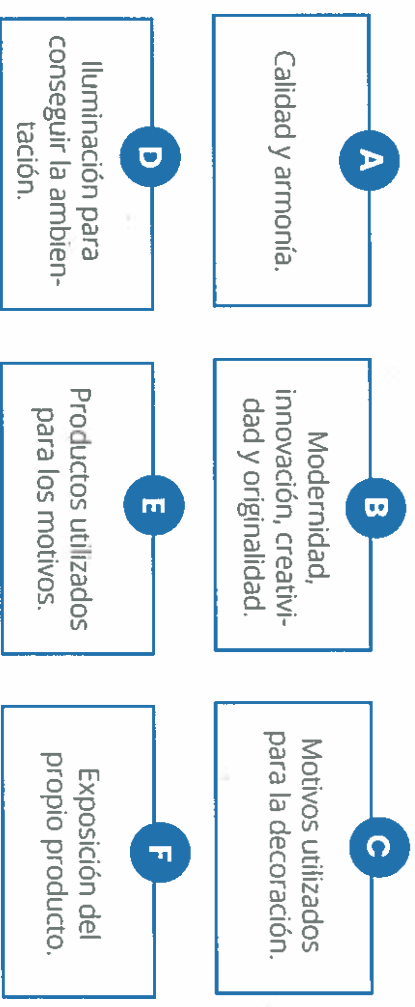 A
Calidad y armonía.
B
Modernidad,
innovación, creativi-
dad y originalidad.
C
Motivos utilizados
para la decoración.
D
Iluminación para
conseguir la ambien-
tación.
E
Productos utilizados
para los motivos.
F
Exposición del
propio producto.